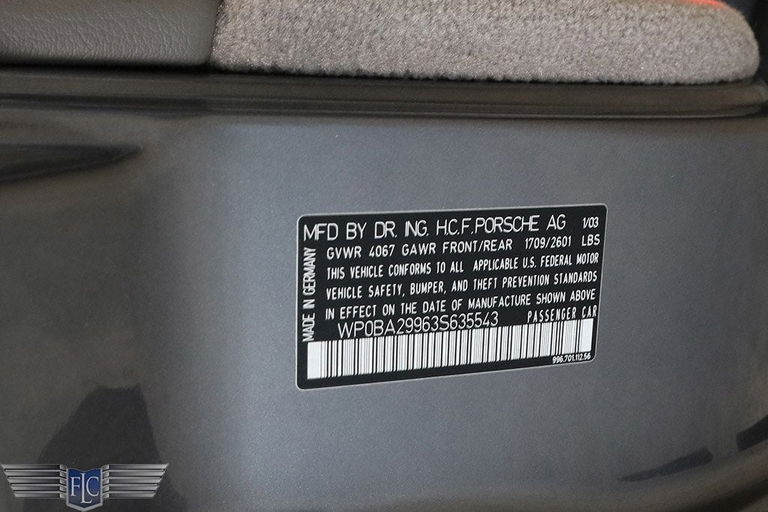 MFD BY DR. ING. H.C.F. PORSCHE AG 1/03
GVWR 4067 GAWR FRONT/REAR 1709/2601 LBS
THIS VEHICLE CONFORMS TO ALL APPLICABLE U.S. FEDERAL MOTOR
VEHICLE SAFETY, BUMPER, AND THEFT PREVENTION STANDARDS
IN EFFECT ON THE DATE OF MANUFACTURE SHOWN ABOVE
WP0BA29963S635543 PASSENGER CAR
996.701.112.56
MADE IN GERMANY
FLC